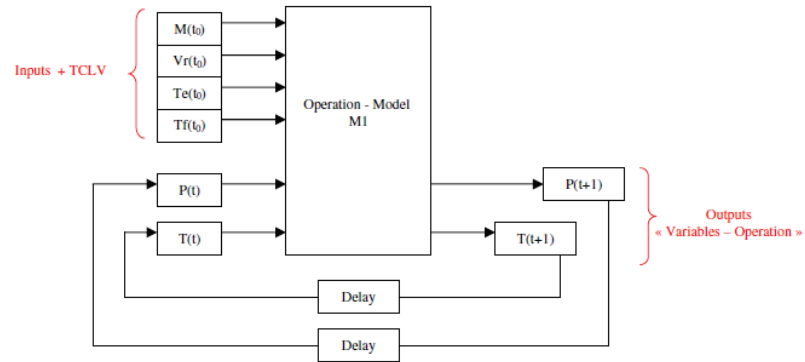 Inputs + TCLV
M(t₀)
Vr(t₀)
Te(t₀)
Tf(t₀)
Operation - Model
M1
P(t)
T(t)
P(t+1)
T(t+1)
Outputs
« Variables – Operation »
Delay
Delay